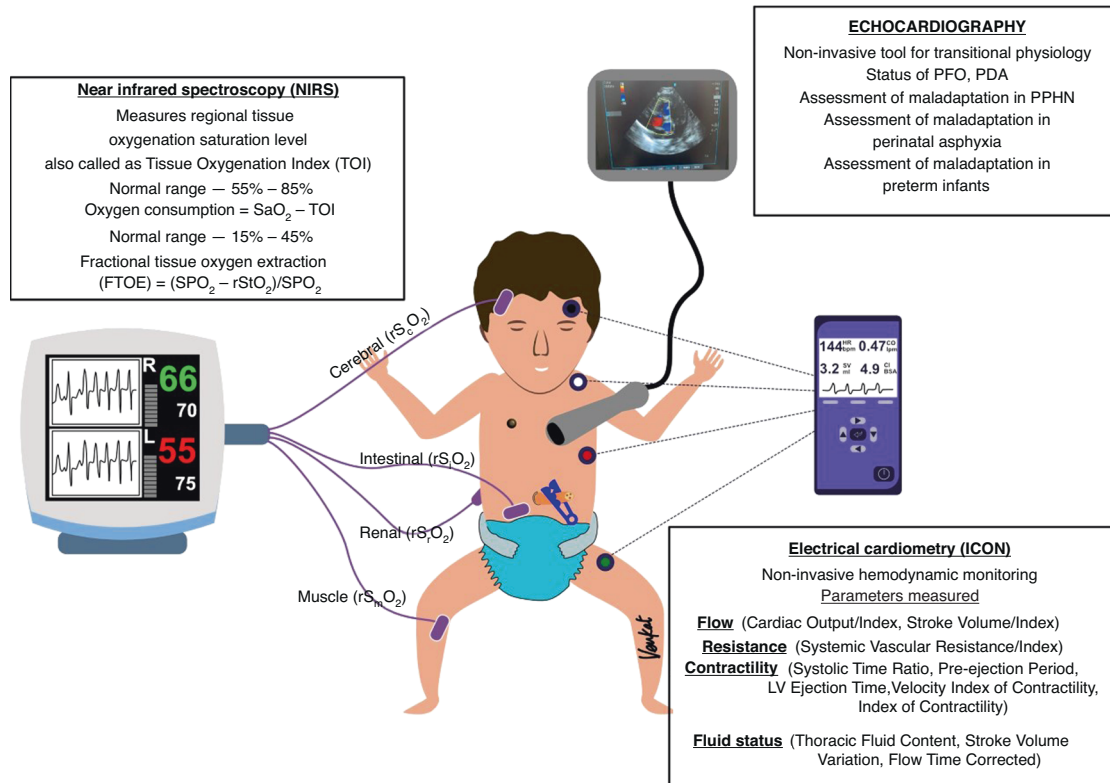 Near infrared spectroscopy (NIRS)
Measures regional tissue
oxygenation saturation level
also called as Tissue Oxygenation Index (TOI)
Normal range — 55% – 85%
Oxygen consumption = SaO₂ – TOI
Normal range — 15% – 45%
Fractional tissue oxygen extraction
(FTOE) = (SPO₂ – rStO₂)/SPO₂
ECHOCARDIOGRAPHY
Non-invasive tool for transitional physiology
Status of PFO, PDA
Assessment of maladaptation in PPHN
Assessment of maladaptation in
perinatal asphyxia
Assessment of maladaptation in
preterm infants
R
66
70
L
55
75
Cerebral (rS꜀O₂)
Intestinal (rSᵢO₂)
Renal (rSᵣO₂)
Muscle (rSₘO₂)
144 HR bpm 0.47 CO lpm
3.2 SV ml 4.9 CI BSA
Venkat
Electrical cardiometry (ICON)
Non-invasive hemodynamic monitoring
Parameters measured
Flow (Cardiac Output/Index, Stroke Volume/Index)
Resistance (Systemic Vascular Resistance/Index)
Contractility (Systolic Time Ratio, Pre-ejection Period,
LV Ejection Time,Velocity Index of Contractility,
Index of Contractility)
Fluid status (Thoracic Fluid Content, Stroke Volume
Variation, Flow Time Corrected)